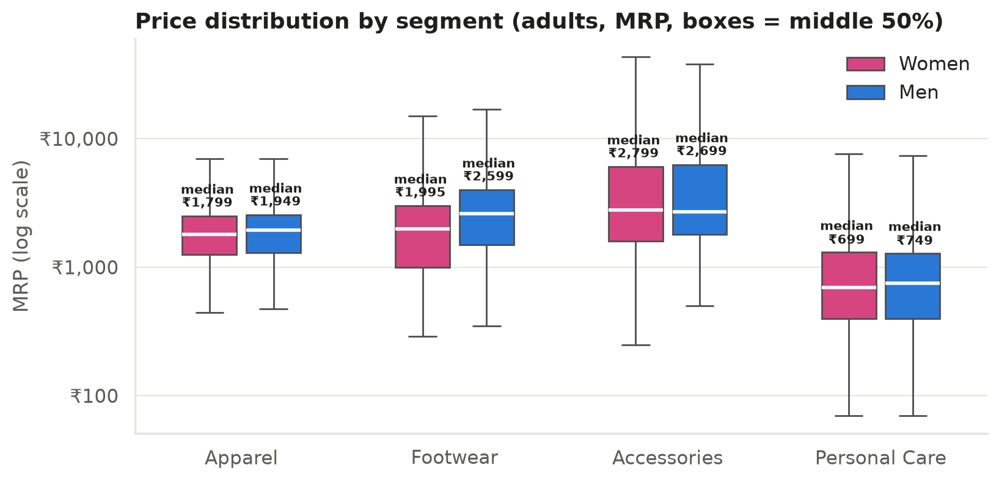 Price distribution by segment (adults, MRP, boxes = middle 50%)
Women
Men
MRP (log scale)
₹10,000
₹1,000
₹100
median
₹1,799
median
₹1,949
median
₹1,995
median
₹2,599
median
₹2,799
median
₹2,699
median
₹699
median
₹749
Apparel
Footwear
Accessories
Personal Care